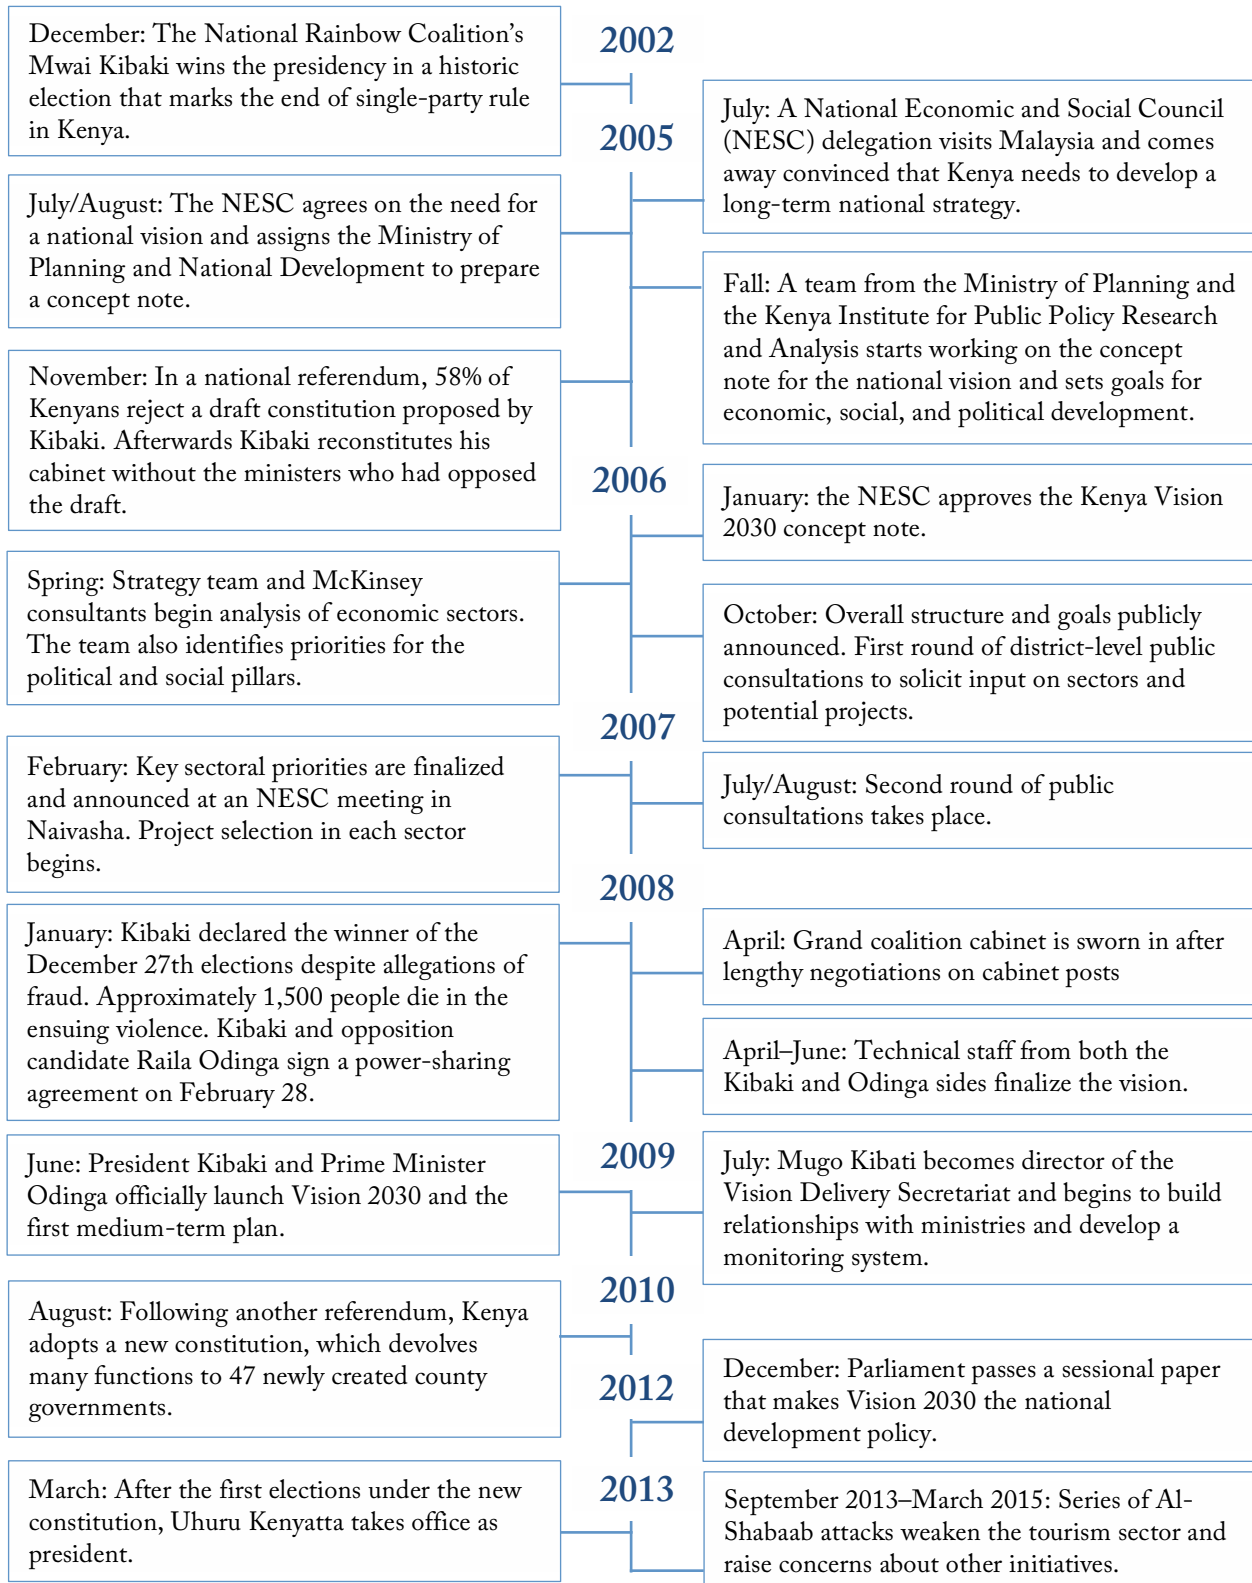 2002
December: The National Rainbow Coalition’s
Mwai Kibaki wins the presidency in a historic
election that marks the end of single-party rule
in Kenya.
2005
July: A National Economic and Social Council
(NESC) delegation visits Malaysia and comes
away convinced that Kenya needs to develop a
long-term national strategy.
July/August: The NESC agrees on the need for
a national vision and assigns the Ministry of
Planning and National Development to prepare
a concept note.
Fall: A team from the Ministry of Planning and
the Kenya Institute for Public Policy Research
and Analysis starts working on the concept
note for the national vision and sets goals for
economic, social, and political development.
November: In a national referendum, 58% of
Kenyans reject a draft constitution proposed by
Kibaki. Afterwards Kibaki reconstitutes his
cabinet without the ministers who had opposed
the draft.
2006
January: the NESC approves the Kenya Vision
2030 concept note.
Spring: Strategy team and McKinsey
consultants begin analysis of economic sectors.
The team also identifies priorities for the
political and social pillars.
October: Overall structure and goals publicly
announced. First round of district-level public
consultations to solicit input on sectors and
potential projects.
2007
February: Key sectoral priorities are finalized
and announced at an NESC meeting in
Naivasha. Project selection in each sector
begins.
July/August: Second round of public
consultations takes place.
2008
January: Kibaki declared the winner of the
December 27th elections despite allegations of
fraud. Approximately 1,500 people die in the
ensuing violence. Kibaki and opposition
candidate Raila Odinga sign a power-sharing
agreement on February 28.
April: Grand coalition cabinet is sworn in after
lengthy negotiations on cabinet posts
April–June: Technical staff from both the
Kibaki and Odinga sides finalize the vision.
2009
June: President Kibaki and Prime Minister
Odinga officially launch Vision 2030 and the
first medium-term plan.
July: Mugo Kibati becomes director of the
Vision Delivery Secretariat and begins to build
relationships with ministries and develop a
monitoring system.
2010
August: Following another referendum, Kenya
adopts a new constitution, which devolves
many functions to 47 newly created county
governments.
2012
December: Parliament passes a sessional paper
that makes Vision 2030 the national
development policy.
2013
March: After the first elections under the new
constitution, Uhuru Kenyatta takes office as
president.
September 2013–March 2015: Series of Al-
Shabaab attacks weaken the tourism sector and
raise concerns about other initiatives.